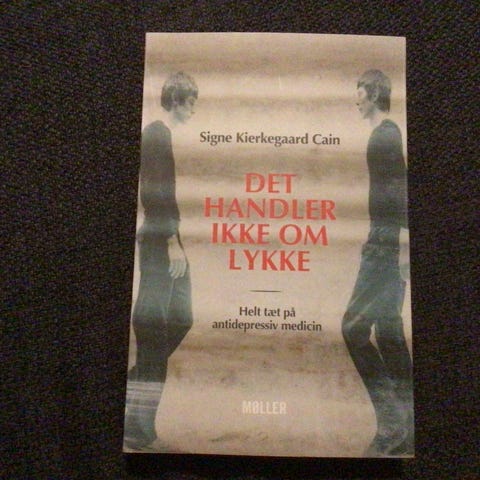 Signe Kierkegaard Cain
DET
HANDLER
IKKE OM
LYKKE
Helt tæt på
antidepressiv medicin
MØLLER